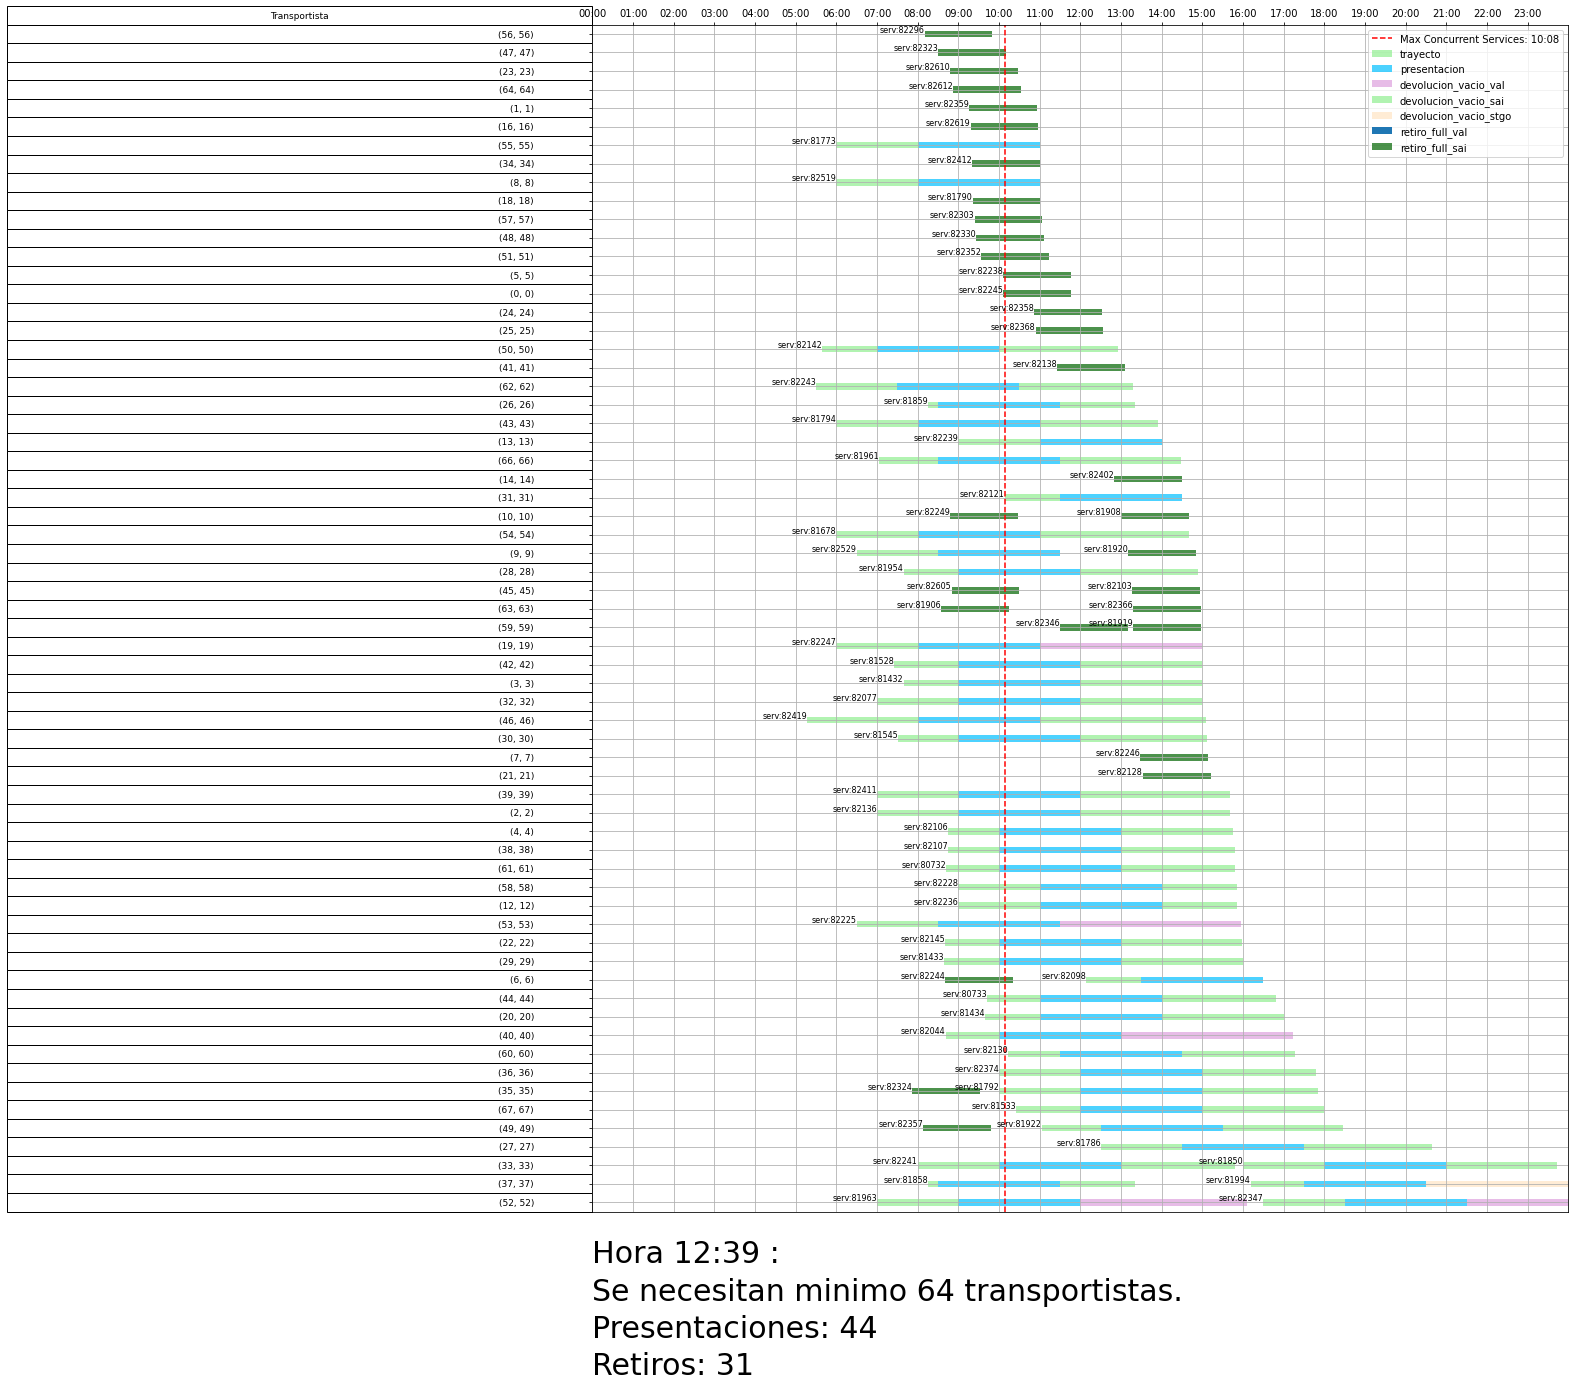 Transportista
00:00 01:00 02:00 03:00 04:00 05:00 06:00 07:00 08:00 09:00 10:00 11:00 12:00 13:00 14:00 15:00 16:00 17:00 18:00 19:00 20:00 21:00 22:00 23:00
Max Concurrent Services: 10:08
trayecto
presentacion
devolucion_vacio_val
devolucion_vacio_sai
devolucion_vacio_stgo
retiro_full_val
retiro_full_sai
(56, 56) serv:82296
(47, 47) serv:82323
(23, 23) serv:82610
(64, 64) serv:82612
(1, 1) serv:82359
(16, 16) serv:82619
(55, 55) serv:81773
(34, 34) serv:82412
(8, 8) serv:82519
(18, 18) serv:81790
(57, 57) serv:82303
(48, 48) serv:82330
(51, 51) serv:82352
(5, 5) serv:82238
(0, 0) serv:82245
(24, 24) serv:82358
(25, 25) serv:82368
(50, 50) serv:82142
(41, 41) serv:82138
(62, 62) serv:82243
(26, 26) serv:81859
(43, 43) serv:81794
(13, 13) serv:82239
(66, 66) serv:81961
(14, 14) serv:82402
(31, 31) serv:82121
(10, 10) serv:82249 serv:81908
(54, 54) serv:81678
(9, 9) serv:82529 serv:81920
(28, 28) serv:81954
(45, 45) serv:82605 serv:82103
(63, 63) serv:81906 serv:82366
(59, 59) serv:82346 serv:81919
(19, 19) serv:82247
(42, 42) serv:81528
(3, 3) serv:81432
(32, 32) serv:82077
(46, 46) serv:82419
(30, 30) serv:81545
(7, 7) serv:82246
(21, 21) serv:82128
(39, 39) serv:82411
(2, 2) serv:82136
(4, 4) serv:82106
(38, 38) serv:82107
(61, 61) serv:80732
(58, 58) serv:82228
(12, 12) serv:82236
(53, 53) serv:82225
(22, 22) serv:82145
(29, 29) serv:81433
(6, 6) serv:82244 serv:82098
(44, 44) serv:80733
(20, 20) serv:81434
(40, 40) serv:82044
(60, 60) serv:82130
(36, 36) serv:82374
(35, 35) serv:82324 serv:81792
(67, 67) serv:81533
(49, 49) serv:82357 serv:81922
(27, 27) serv:81786
(33, 33) serv:82241 serv:81850
(37, 37) serv:81858 serv:81994
(52, 52) serv:81963 serv:82347
Hora 12:39 :
Se necesitan minimo 64 transportistas.
Presentaciones: 44
Retiros: 31